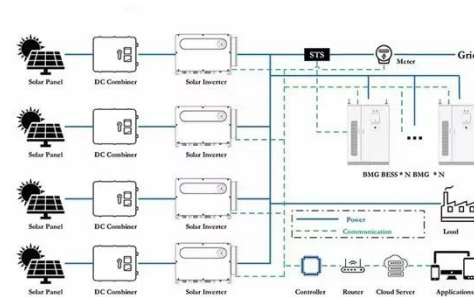 STS
Meter
Grid
Solar Panel DC Combiner Solar Inverter
Solar Panel DC Combiner Solar Inverter
BMG BESS * N BMG * N
Solar Panel DC Combiner Solar Inverter
Power
Communication
Load
Solar Panel DC Combiner Solar Inverter
Controller Router Cloud Server Applications